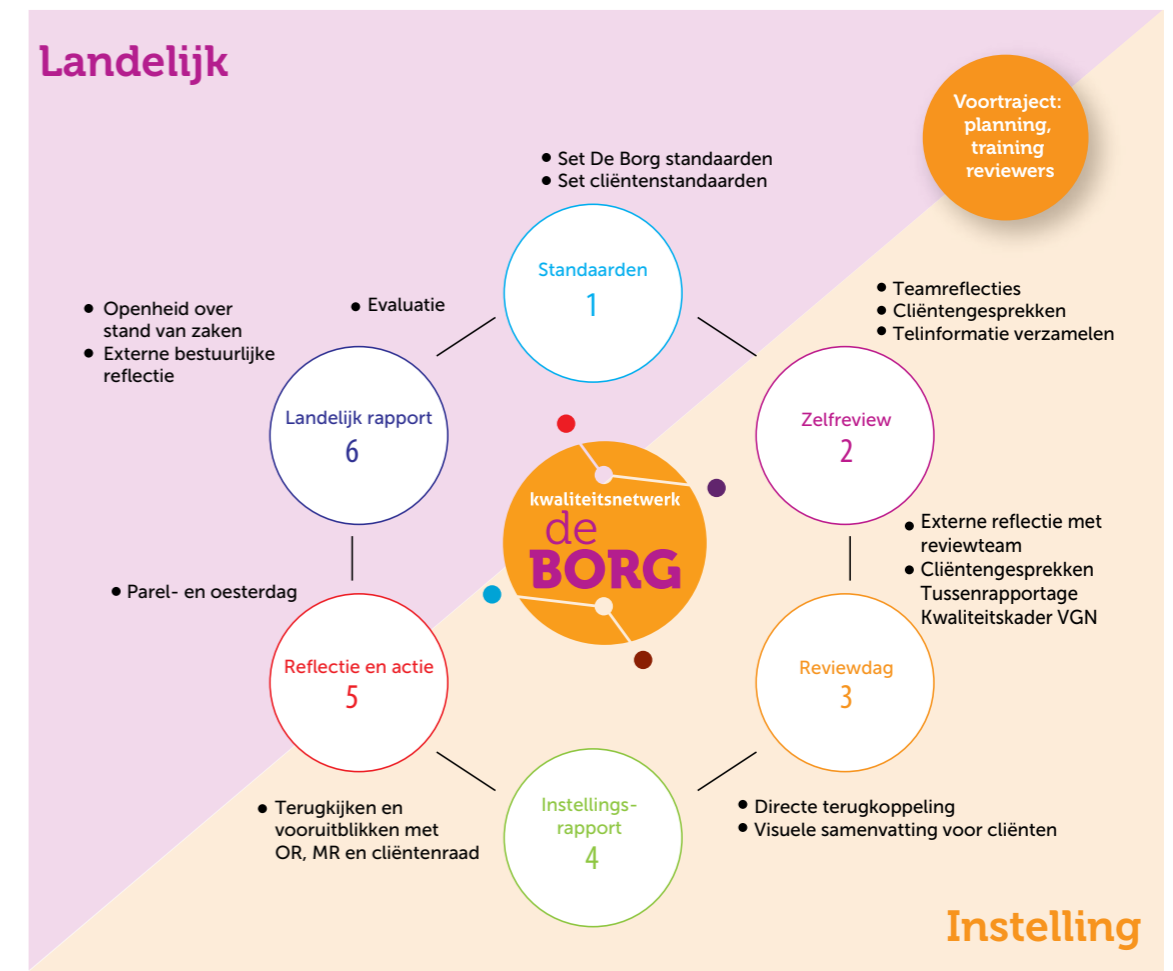 Landelijk
Voortraject:
planning,
training
reviewers
• Set De Borg standaarden
• Set cliëntenstandaarden
Standaarden
1
• Teamreflecties
• Cliëntengesprekken
• Telinformatie verzamelen
Zelfreview
2
• Externe reflectie met
reviewteam
• Cliëntengesprekken
Tussenrapportage
Kwaliteitskader VGN
Reviewdag
3
• Directe terugkoppeling
• Visuele samenvatting voor cliënten
Instellings-
rapport
4
• Terugkijken en
vooruitblikken met
OR, MR en cliëntenraad
Reflectie en actie
5
• Parel- en oesterdag
Landelijk rapport
6
• Openheid over
stand van zaken
• Externe bestuurlijke
reflectie
• Evaluatie
kwaliteitsnetwerk
de
BORG
Instelling